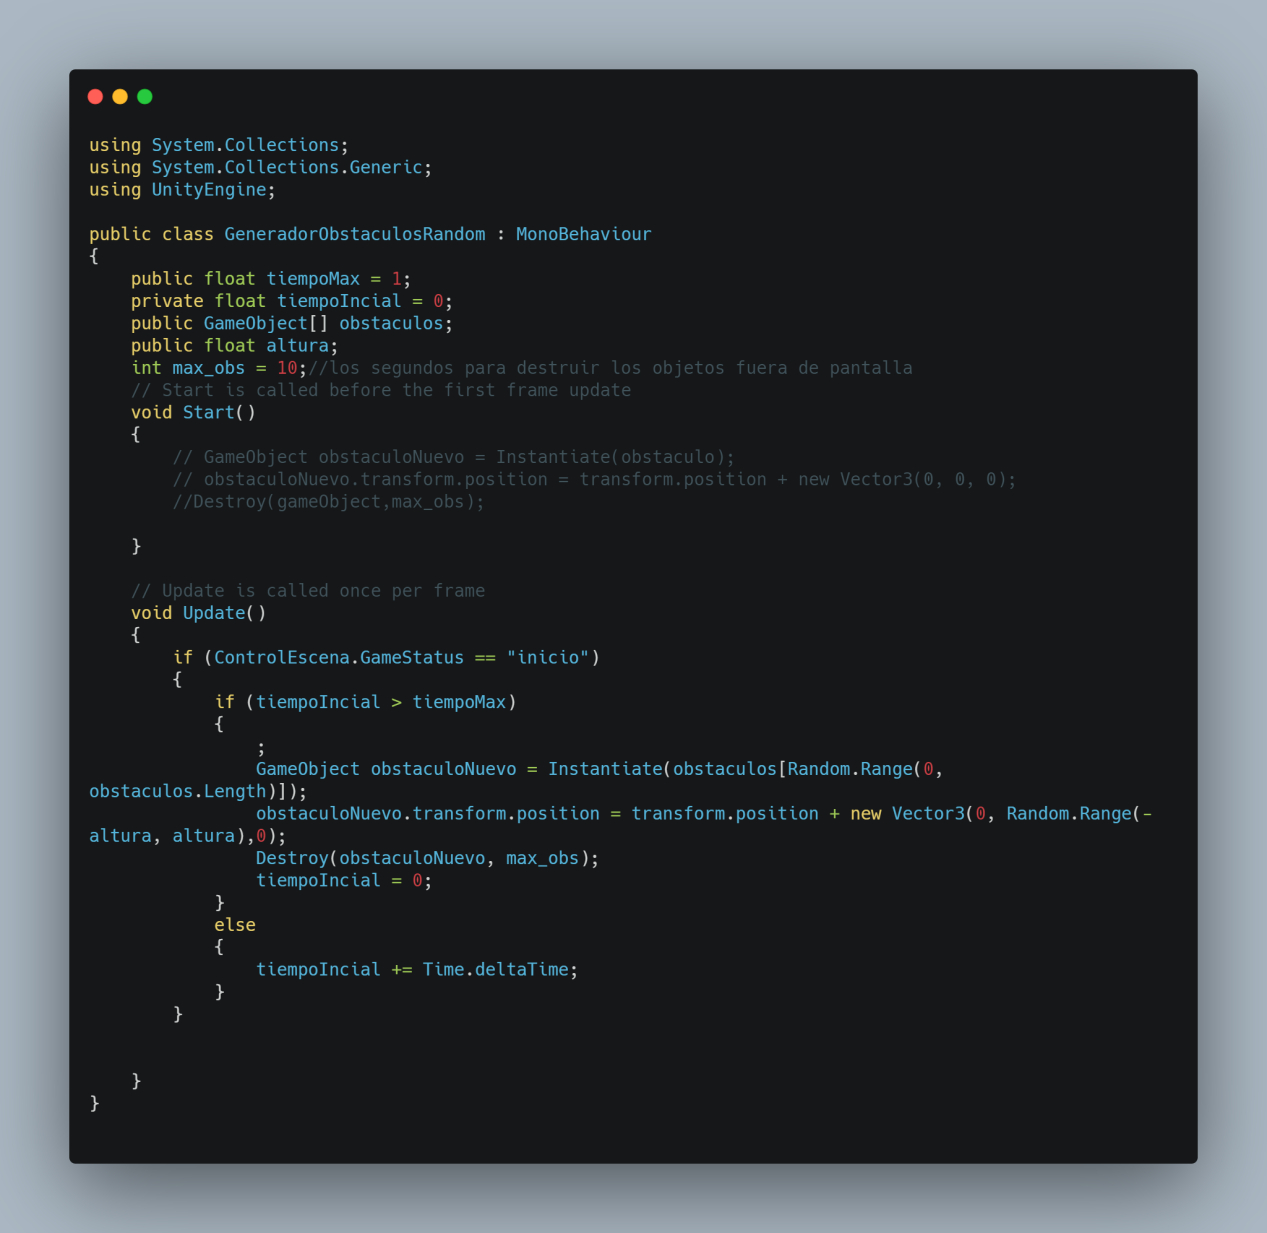 using System.Collections;
using System.Collections.Generic;
using UnityEngine;

public class GeneradorObstaculosRandom : MonoBehaviour
{
    public float tiempoMax = 1;
    private float tiempoIncial = 0;
    public GameObject[] obstaculos;
    public float altura;
    int max_obs = 10;//los segundos para destruir los objetos fuera de pantalla
    // Start is called before the first frame update
    void Start()
    {
        // GameObject obstaculoNuevo = Instantiate(obstaculo);
        // obstaculoNuevo.transform.position = transform.position + new Vector3(0, 0, 0);
        //Destroy(gameObject,max_obs);

    }

    // Update is called once per frame
    void Update()
    {
        if (ControlEscena.GameStatus == "inicio")
        {
            if (tiempoIncial > tiempoMax)
            {
                ;
                GameObject obstaculoNuevo = Instantiate(obstaculos[Random.Range(0,
obstaculos.Length)]);
                obstaculoNuevo.transform.position = transform.position + new Vector3(0, Random.Range(-
altura, altura),0);
                Destroy(obstaculoNuevo, max_obs);
                tiempoIncial = 0;
            }
            else
            {
                tiempoIncial += Time.deltaTime;
            }
        }


    }
}